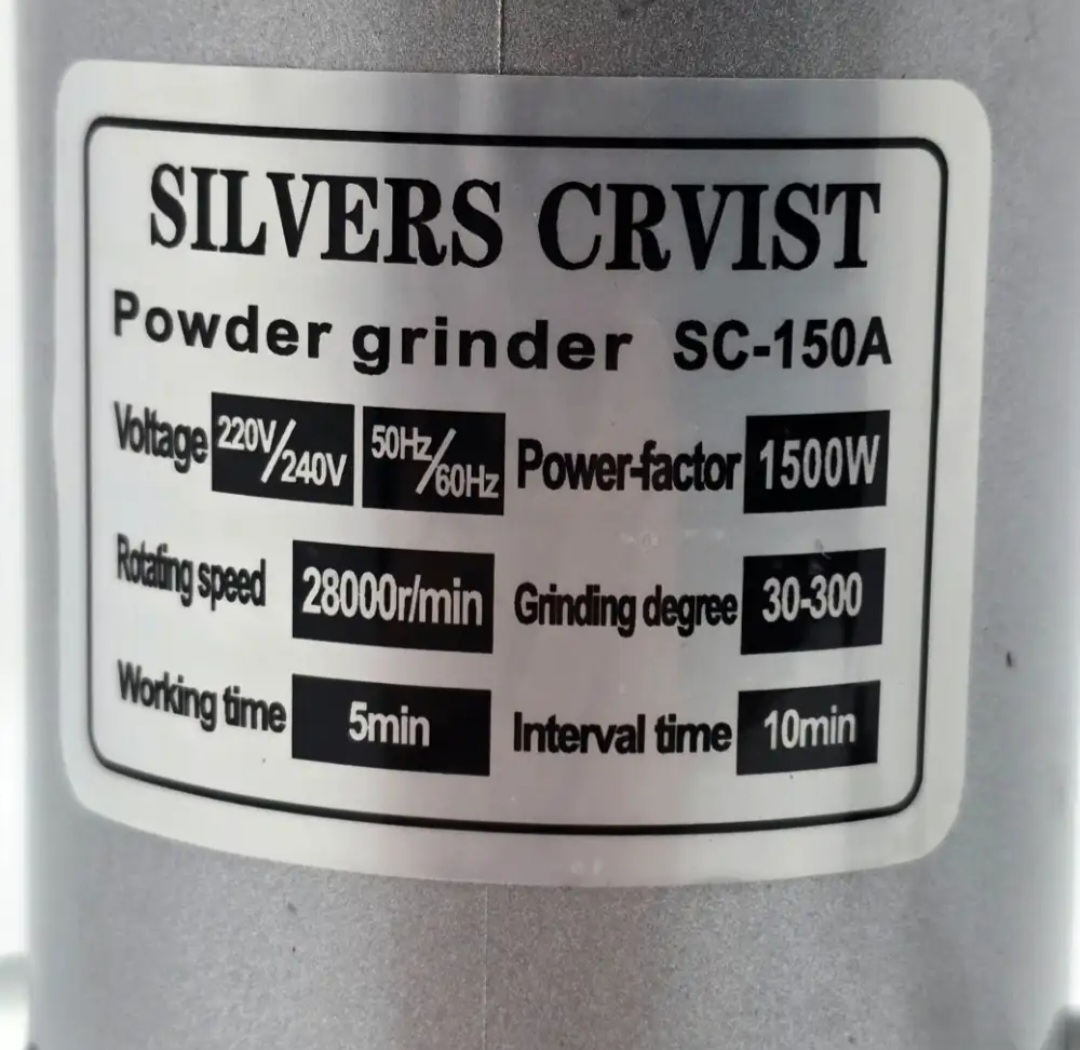 SILVERS CRVIST
Powder grinder SC-150A
Voltage 220V/240V 50Hz/60Hz Power-factor 1500W
Rotating speed 28000r/min Grinding degree 30-300
Working time 5min Interval time 10min